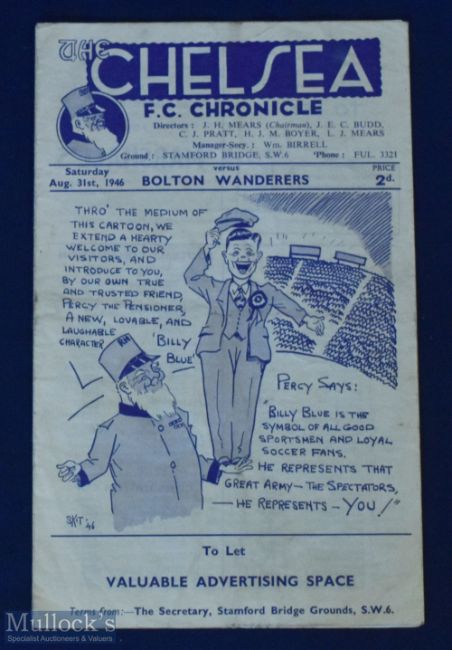 THE
CHELSEA
F.C. CHRONICLE
Directors : J. H. MEARS (Chairman), J. E. C. BUDD,
C. J. PRATT, H. J. M. BOYER, L. J. MEARS
Manager-Secy. : Wm. BIRRELL
Ground : STAMFORD BRIDGE, S.W.6 'Phone : FUL. 3321
Saturday
Aug. 31st, 1946
versus
BOLTON WANDERERS
PRICE
2d.
THRO' THE MEDIUM OF
THIS CARTOON, WE
EXTEND A HEARTY
WELCOME TO OUR
VISITORS, AND
INTRODUCE TO YOU,
BY OUR OWN TRUE
AND TRUSTED FRIEND,
PERCY THE PENSIONER,
A NEW, LOVABLE, AND
LAUGHABLE
CHARACTER
'BILLY
BLUE'
PERCY SAYS:
"BILLY BLUE IS THE
SYMBOL OF ALL GOOD
SPORTSMEN AND LOYAL
SOCCER FANS.
HE REPRESENTS THAT
GREAT ARMY — THE SPECTATORS,
— HE REPRESENTS — YOU!"
SKIT: 46
To Let
VALUABLE ADVERTISING SPACE
Terms from:—The Secretary, Stamford Bridge Grounds, S.W.6.
Mullock's
Specialist Auctioneers & Valuers